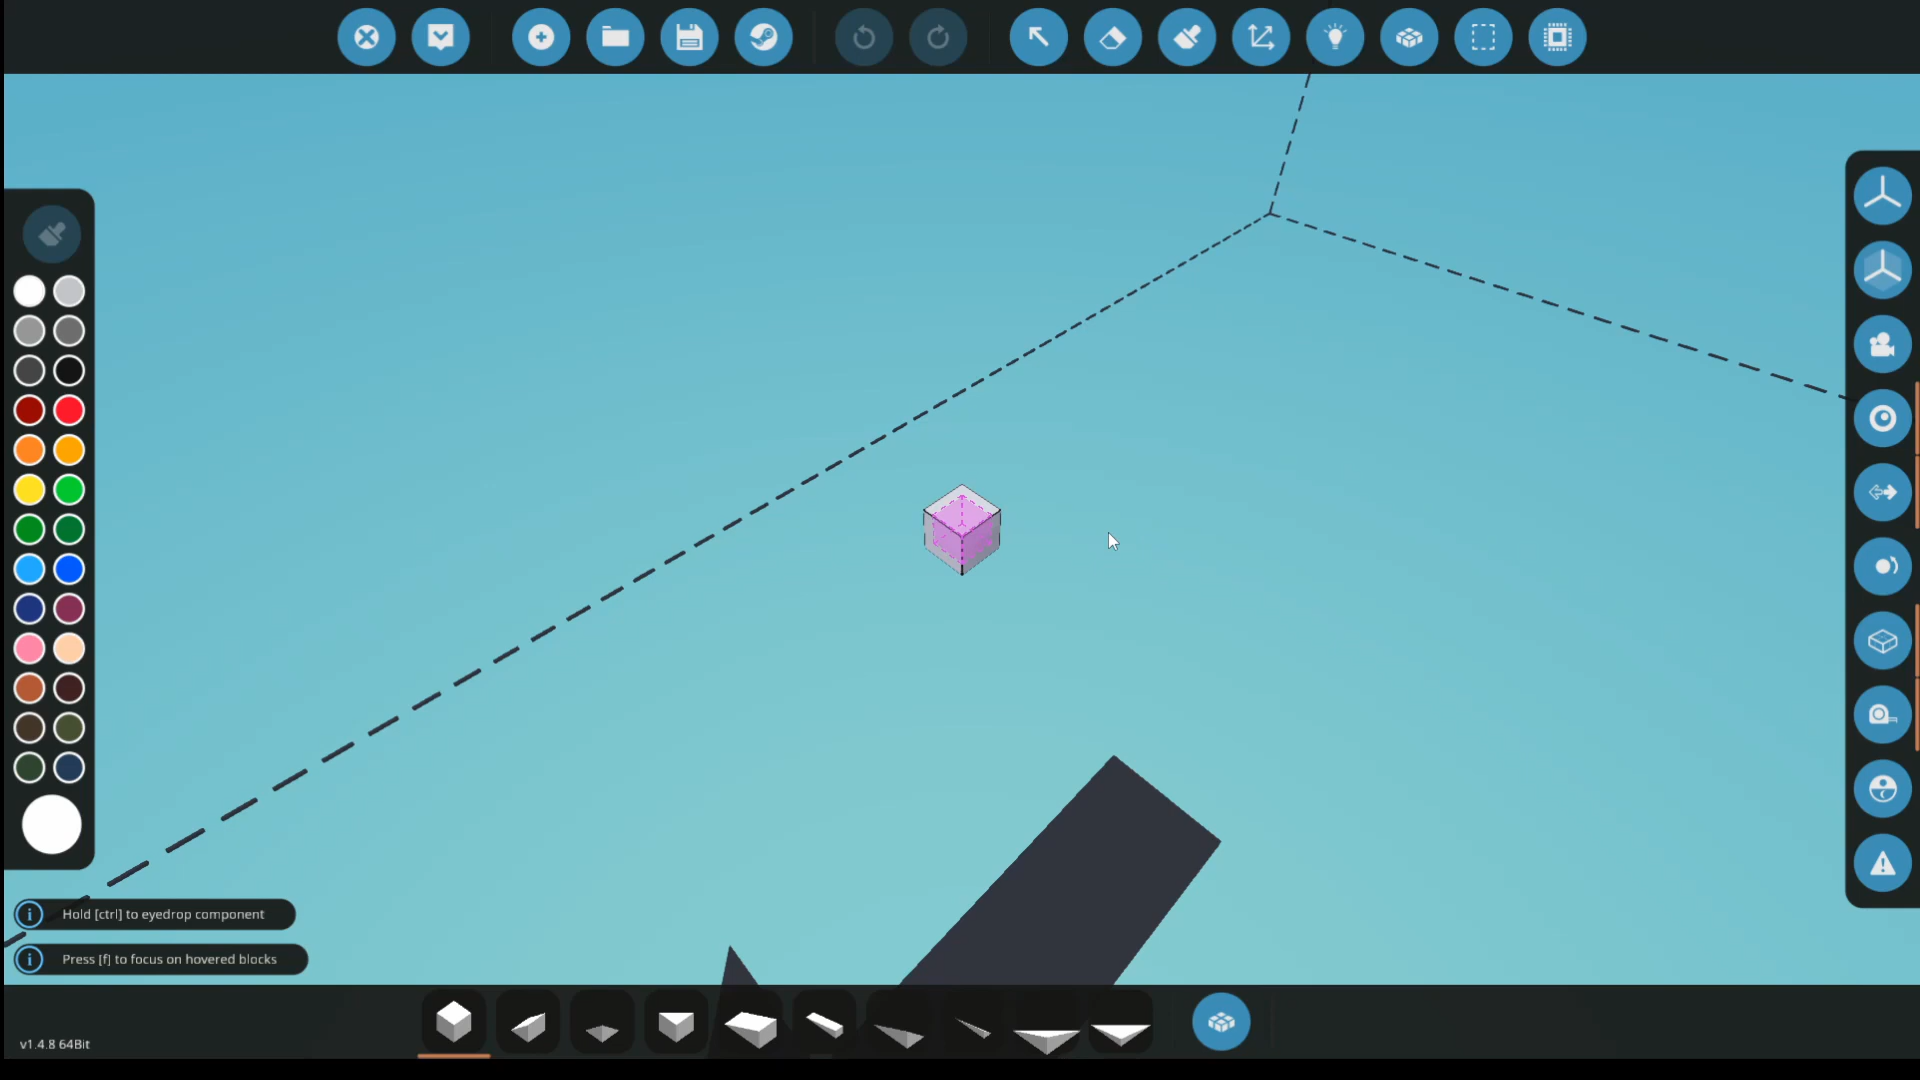 Hold [ctrl] to eyedrop component
Press [f] to focus on hovered blocks
v1.4.8 64Bit